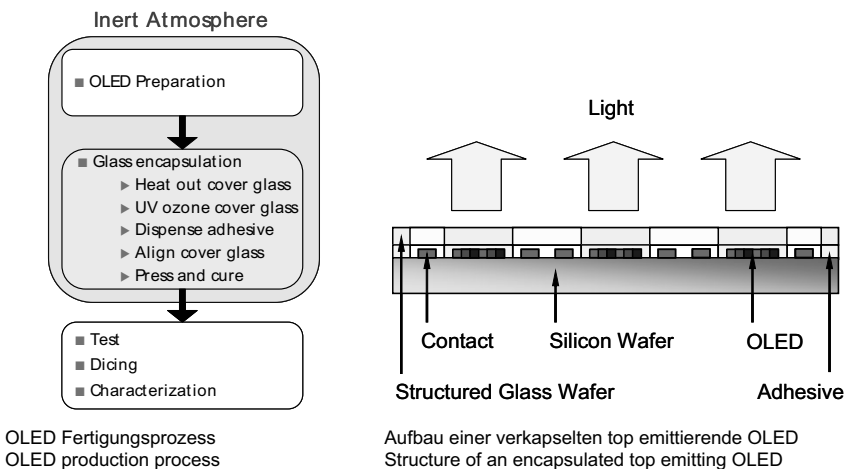 Inert Atmosphere
OLED Preparation
Glass encapsulation
Heat out cover glass
UV ozone cover glass
Dispense adhesive
Align cover glass
Press and cure
Test
Dicing
Characterization
OLED Fertigungsprozess
OLED production process
Light
Contact
Silicon Wafer
OLED
Structured Glass Wafer
Adhesive
Aufbau einer verkapselten top emittierende OLED
Structure of an encapsulated top emitting OLED